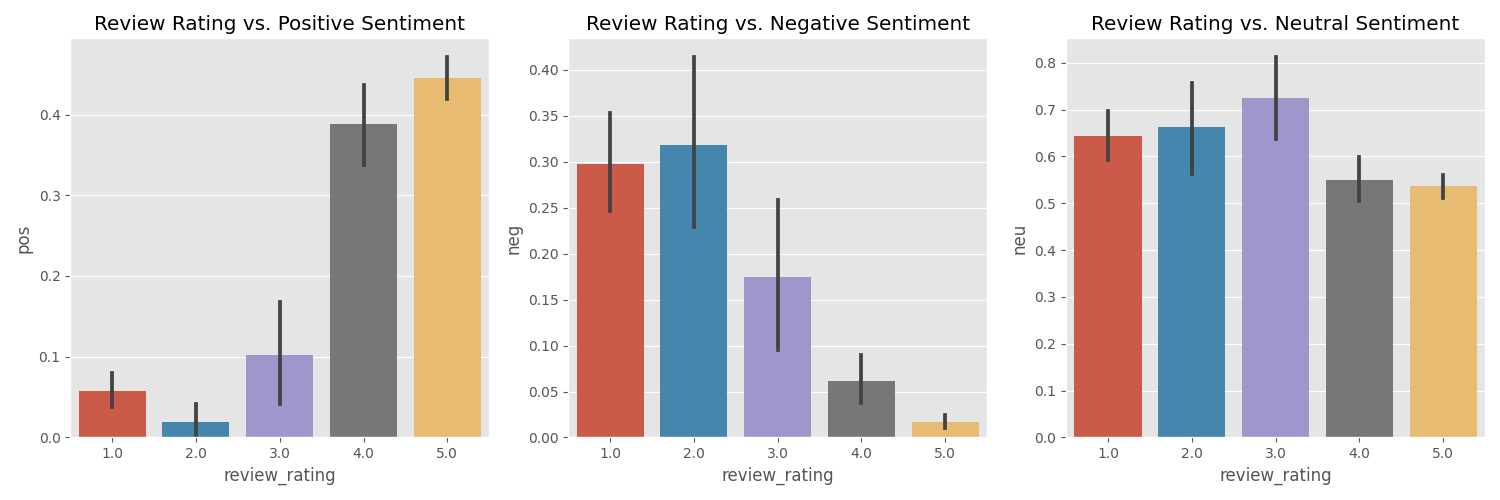 Review Rating vs. Positive Sentiment
pos
0.4
0.3
0.2
0.1
0.0
1.0 2.0 3.0 4.0 5.0
review_rating
Review Rating vs. Negative Sentiment
neg
0.40
0.35
0.30
0.25
0.20
0.15
0.10
0.05
0.00
1.0 2.0 3.0 4.0 5.0
review_rating
Review Rating vs. Neutral Sentiment
neu
0.8
0.7
0.6
0.5
0.4
0.3
0.2
0.1
0.0
1.0 2.0 3.0 4.0 5.0
review_rating